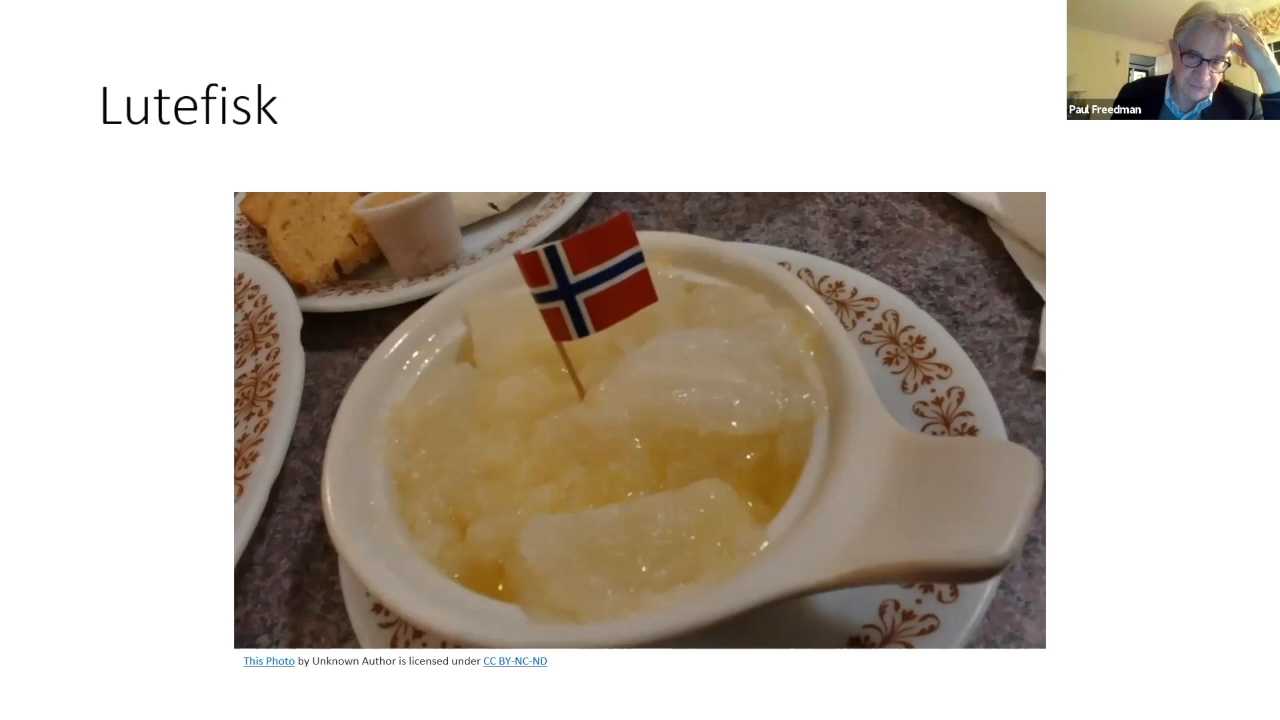 Lutefisk
Paul Freedman
This Photo by Unknown Author is licensed under CC BY-NC-ND